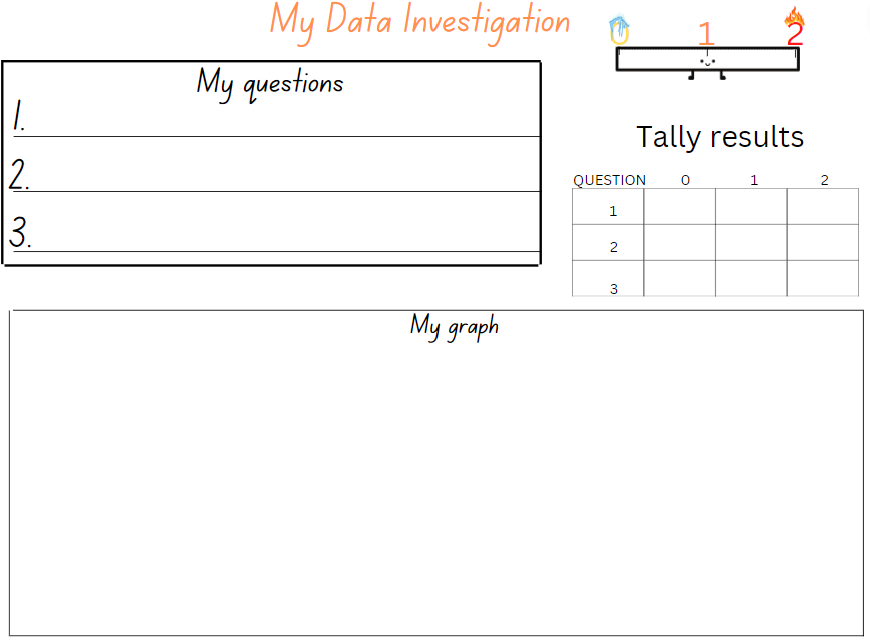 My Data Investigation
0 1 2
My questions
1.
2.
3.
Tally results
QUESTION 0 1 2
1
2
3
My graph